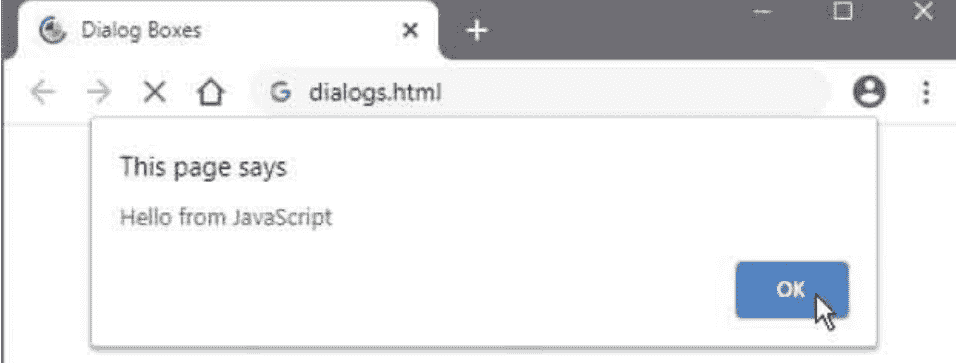 Dialog Boxes
dialogs.html
This page says
Hello from JavaScript
OK